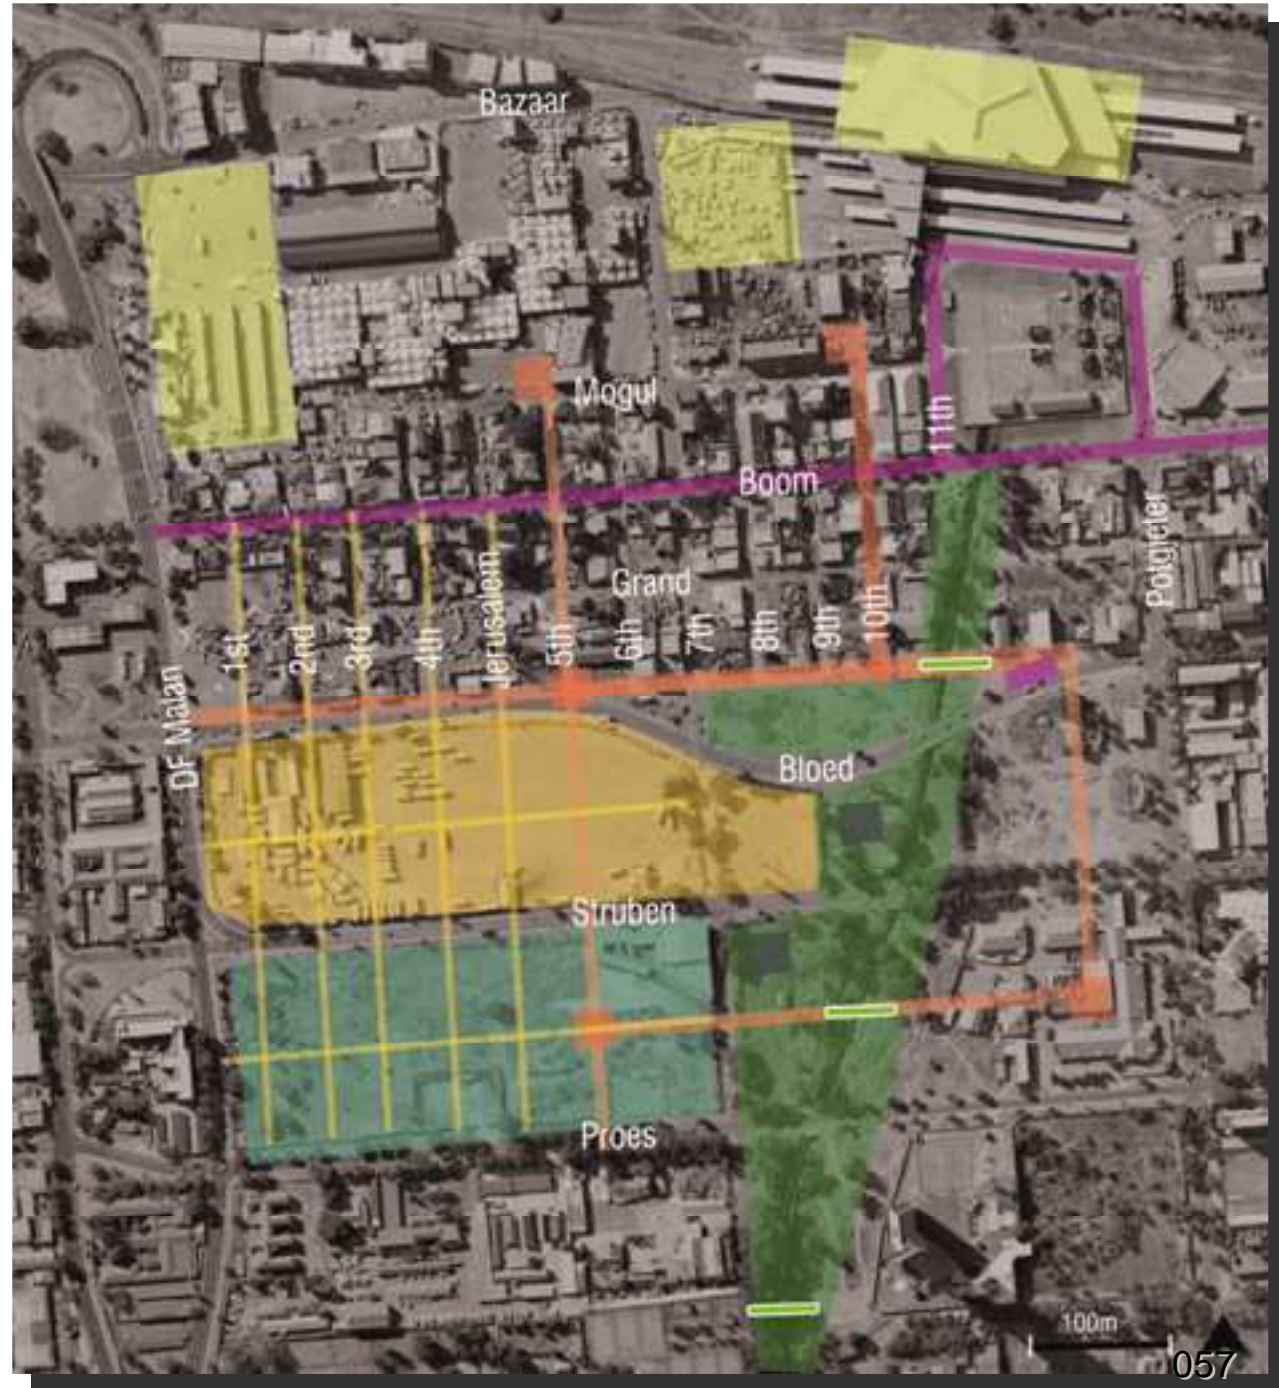 Bazaar
Mogul
11th
Boom
Potgieter
Grand
1st
2nd
3rd
4th
Jerusalem
5th
6th
7th
8th
9th
10th
DF Malan
Bloed
Struben
Proes
100m
057